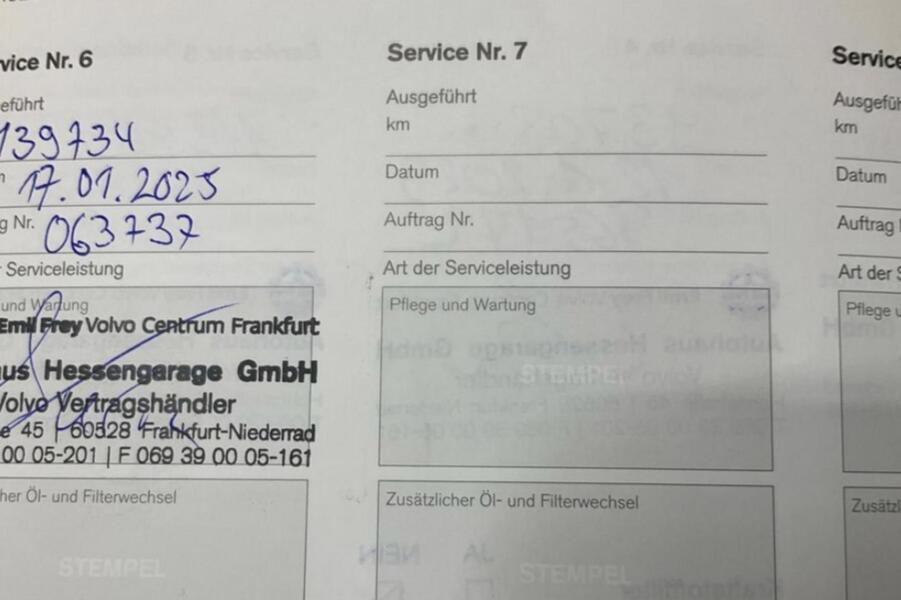 vice Nr. 6
eführt
139734
17.01.2025
g Nr. 063737
Serviceleistung
und Wartung
Emil Frey Volvo Centrum Frankfurt
us Hessengarage GmbH
Volvo Vertragshändler
e 45 | 60528 Frankfurt-Niederrad
00 05-201 | F 069 39 00 05-161
her Öl- und Filterwechsel
STEMPEL
Service Nr. 7
Ausgeführt
km
Datum
Auftrag Nr.
Art der Serviceleistung
Pflege und Wartung
STEMPEL
Zusätzlicher Öl- und Filterwechsel
STEMPEL
Service
Ausgefüh
km
Datum
Auftrag
Art der S
Pflege u
Zusätz